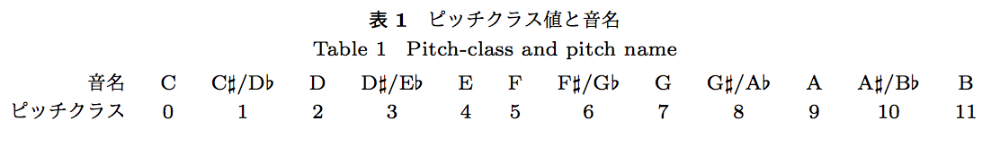 表 1 ピッチクラス値と音名
Table 1 Pitch-class and pitch name
音名 C C♯/D♭ D D♯/E♭ E F F♯/G♭ G G♯/A♭ A A♯/B♭ B
ピッチクラス 0 1 2 3 4 5 6 7 8 9 10 11